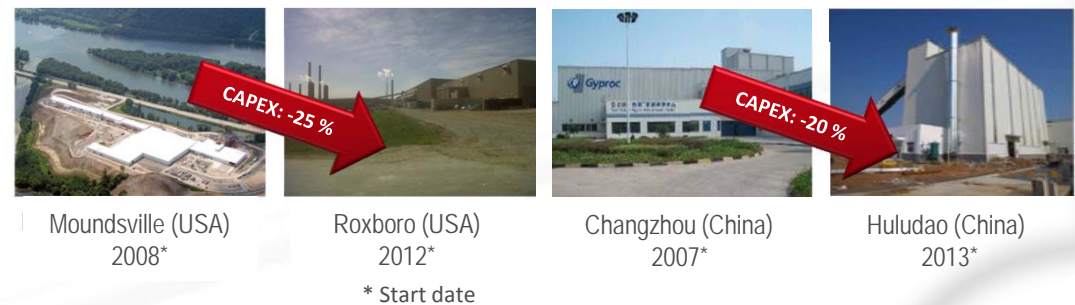 CAPEX: -25 %
Gyproc
CAPEX: -20 %
Moundsville (USA)
2008*
Roxboro (USA)
2012*
Changzhou (China)
2007*
Huludao (China)
2013*
* Start date